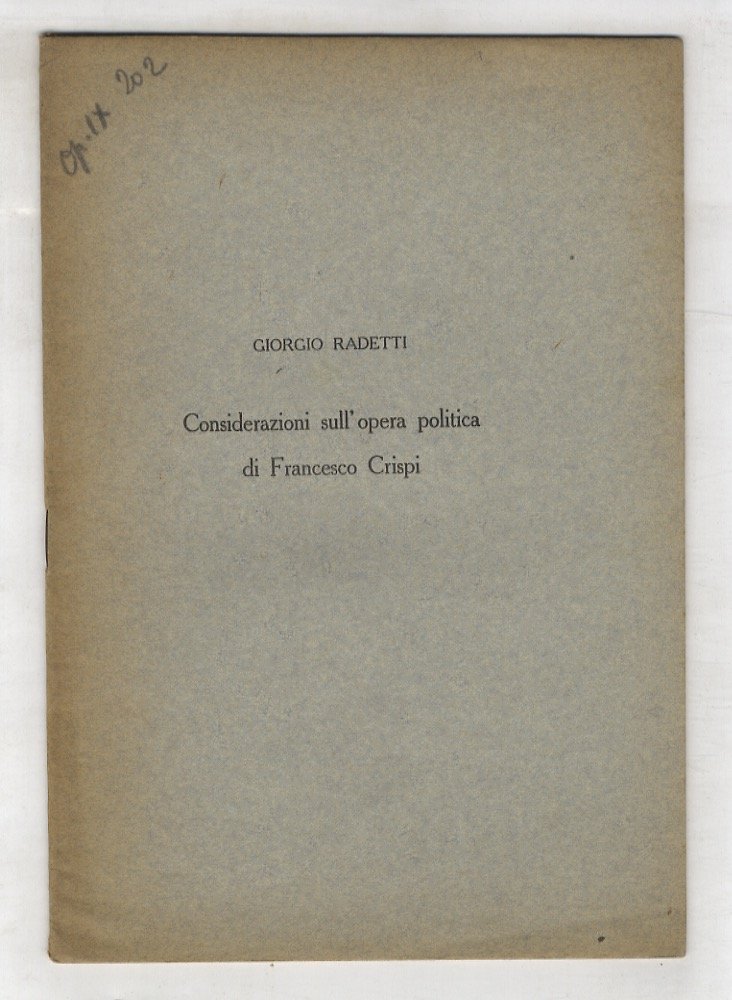 Op. IX 202
GIORGIO RADETTI
Considerazioni sull'opera politica
di Francesco Crispi